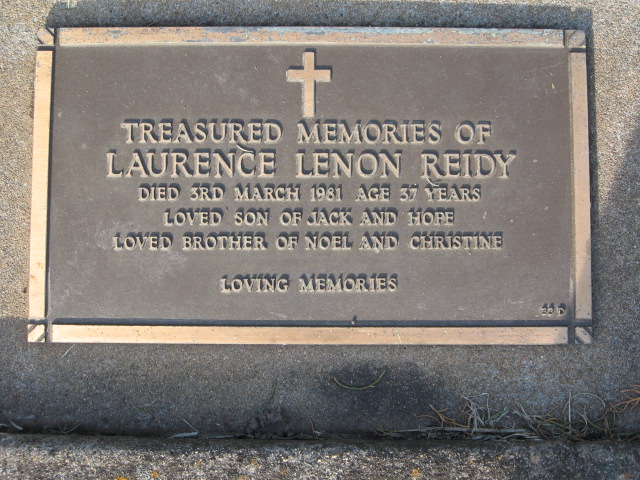 TREASURED MEMORIES OF
LAURENCE LENON REIDY
DIED 3RD MARCH 1981 AGE 37 YEARS
LOVED SON OF JACK AND HOPE
LOVED BROTHER OF NOEL AND CHRISTINE
LOVING MEMORIES